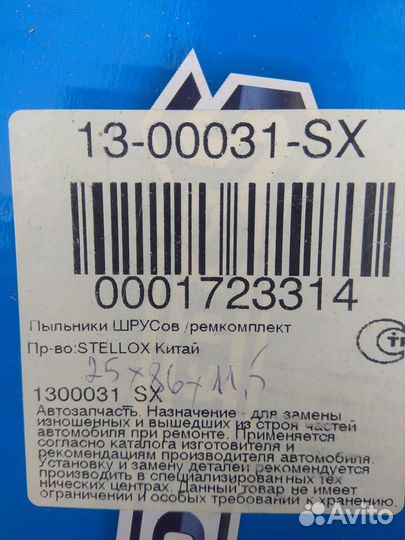 13-00031-SX
0001723314
Пыльники ШРУСов /ремкомплект
Пр-во:STELLOX Китай
25x86x11,5
1300031_SX
Автозапчасть. Назначение - для замены
изношенных и вышедших из строя частей
автомобиля при ремонте. Применяется
согласно каталога изготовителя и
рекомендациям производителя автомобиля.
Установку и замену деталей рекомендуется
производить в специализированных тех
нических центрах. Данный товар не имеет
ограничений и особых требований к хранению.
Avito